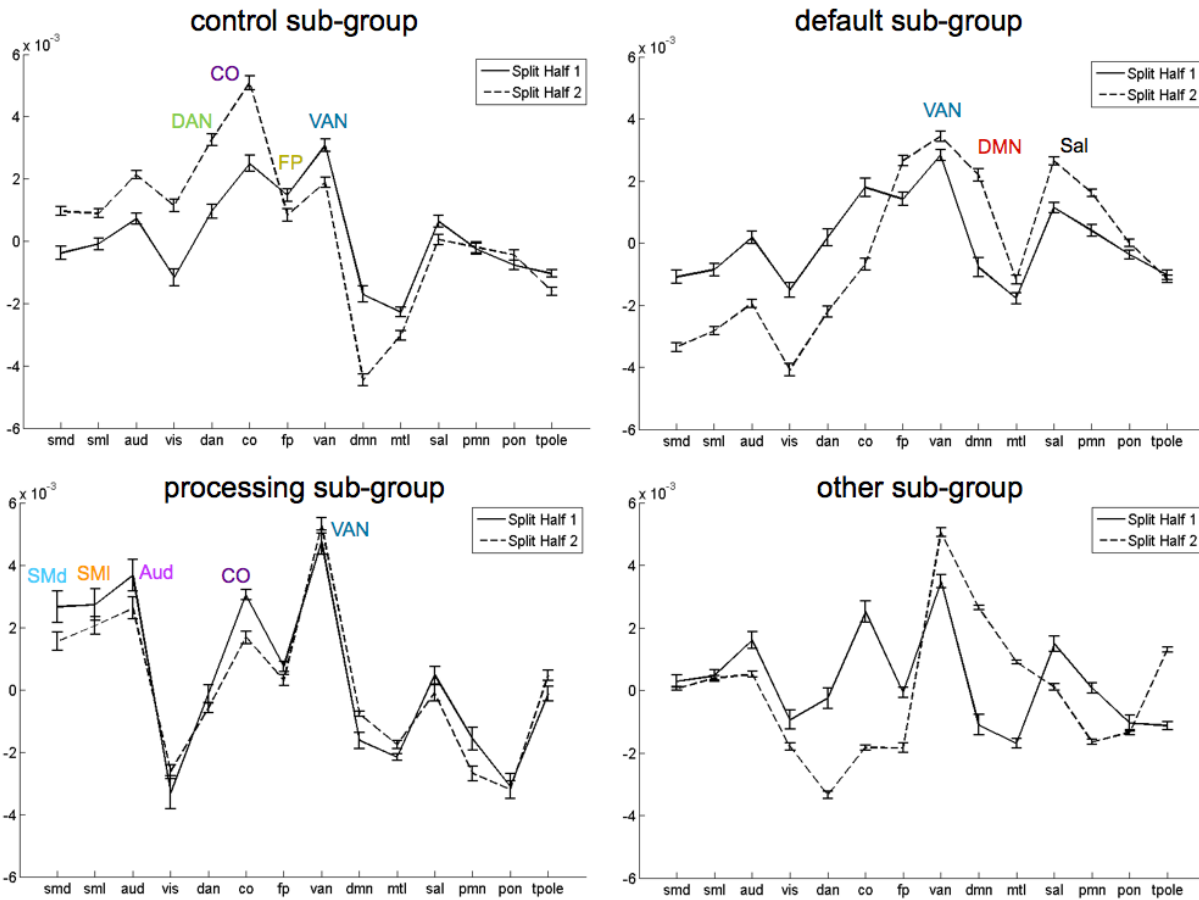 control sub-group
x 10⁻³
6
4
2
0
-2
-4
-6
CO
DAN
FP
VAN
Split Half 1
Split Half 2
smd sml aud vis dan co fp van dmn mtl sal pmn pon tpole
default sub-group
x 10⁻³
6
4
2
0
-2
-4
-6
VAN
DMN
Sal
Split Half 1
Split Half 2
smd sml aud vis dan co fp van dmn mtl sal pmn pon tpole
processing sub-group
x 10⁻³
6
4
2
0
-2
-4
-6
SMd SMl Aud
CO
VAN
Split Half 1
Split Half 2
smd sml aud vis dan co fp van dmn mtl sal pmn pon tpole
other sub-group
x 10⁻³
6
4
2
0
-2
-4
-6
Split Half 1
Split Half 2
smd sml aud vis dan co fp van dmn mtl sal pmn pon tpole